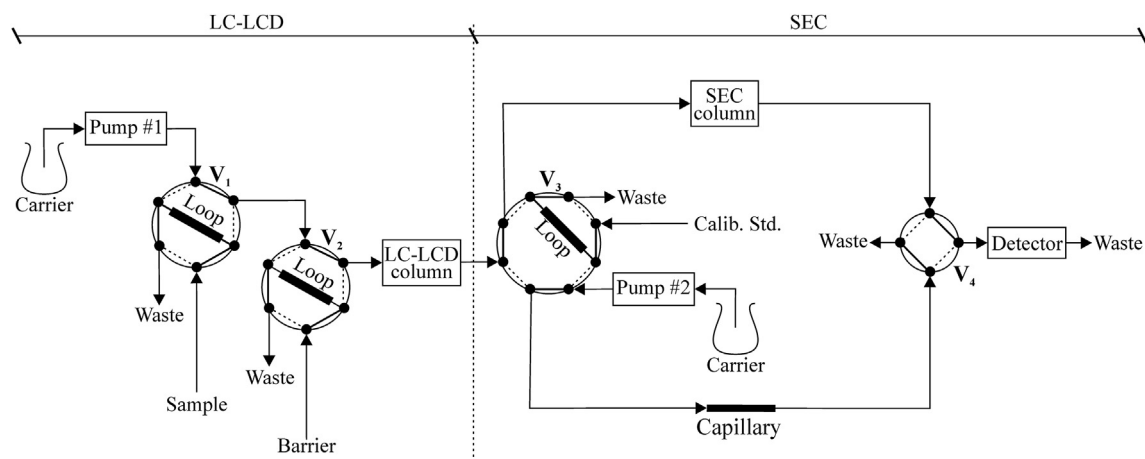 LC-LCD
SEC
Pump #1
Carrier
V1
Loop
Waste
Sample
V2
Loop
Waste
Barrier
LC-LCD
column
SEC
column
V3
Loop
Waste
Calib. Std.
Pump #2
Carrier
Capillary
Waste
V4
Detector
Waste